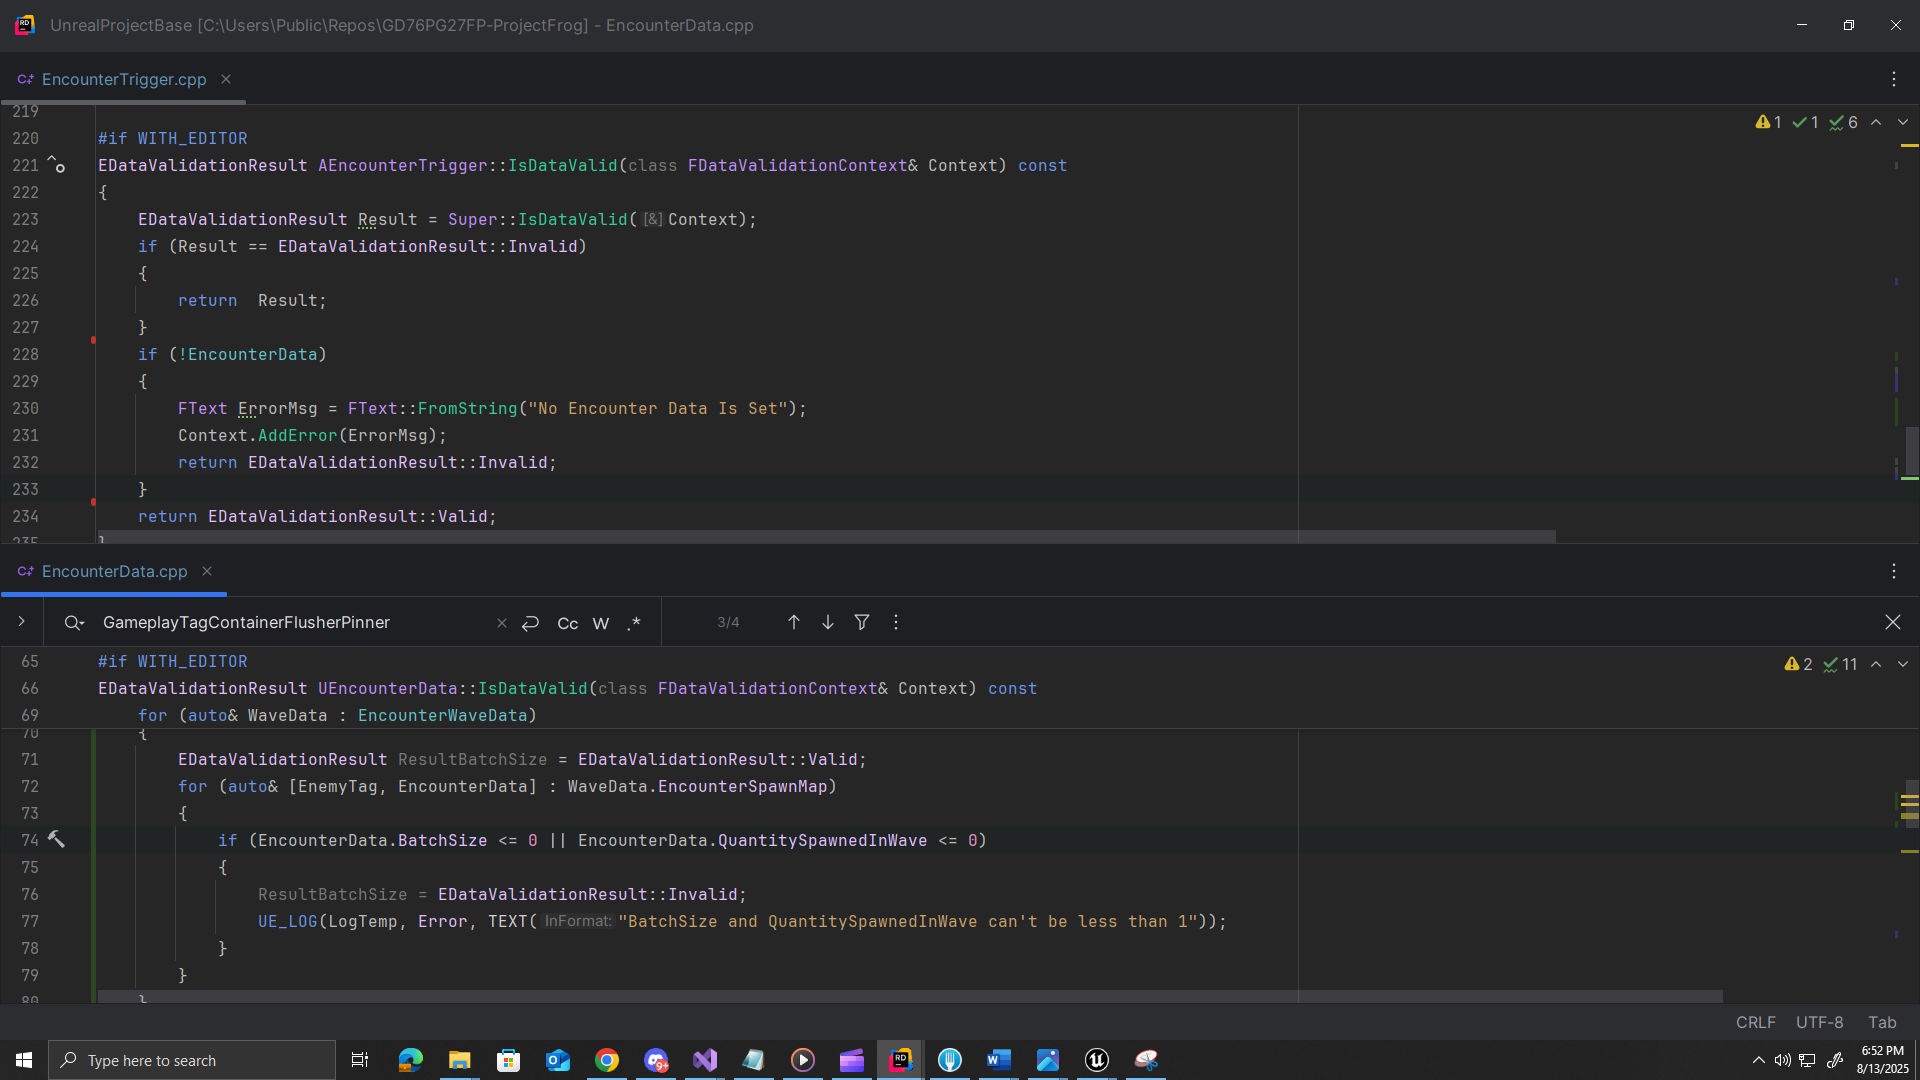 UnrealProjectBase [C:\Users\Public\Repos\GD76PG27FP-ProjectFrog] - EncounterData.cpp
EncounterTrigger.cpp
219
220 #if WITH_EDITOR
221 EDataValidationResult AEncounterTrigger::IsDataValid(class FDataValidationContext& Context) const
222 {
223 EDataValidationResult Result = Super::IsDataValid([&]Context);
224 if (Result == EDataValidationResult::Invalid)
225 {
226 return  Result;
227 }
228 if (!EncounterData)
229 {
230 FText ErrorMsg = FText::FromString("No Encounter Data Is Set");
231 Context.AddError(ErrorMsg);
232 return EDataValidationResult::Invalid;
233 }
234 return EDataValidationResult::Valid;
235 }
1 1 6
EncounterData.cpp
GameplayTagContainerFlusherPinner
Cc W .* 3/4
65 #if WITH_EDITOR
66 EDataValidationResult UEncounterData::IsDataValid(class FDataValidationContext& Context) const
69 for (auto& WaveData : EncounterWaveData)
70 {
71 EDataValidationResult ResultBatchSize = EDataValidationResult::Valid;
72 for (auto& [EnemyTag, EncounterData] : WaveData.EncounterSpawnMap)
73 {
74 if (EncounterData.BatchSize <= 0 || EncounterData.QuantitySpawnedInWave <= 0)
75 {
76 ResultBatchSize = EDataValidationResult::Invalid;
77 UE_LOG(LogTemp, Error, TEXT(InFormat: "BatchSize and QuantitySpawnedInWave can't be less than 1"));
78 }
79 }
80 }
2 11
CRLF UTF-8 Tab
Type here to search
9+
RD
W
6:52 PM
8/13/2025